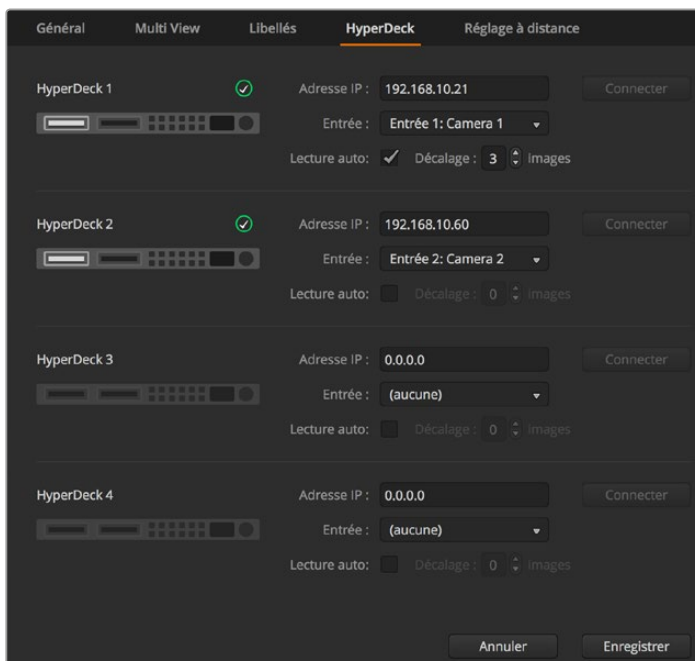 Général Multi View Libellés HyperDeck Réglage à distance
HyperDeck 1 Adresse IP : 192.168.10.21 Connecter
Entrée : Entrée 1: Camera 1
Lecture auto: Décalage : 3 images
HyperDeck 2 Adresse IP : 192.168.10.60 Connecter
Entrée : Entrée 2: Camera 2
Lecture auto: Décalage : 0 images
HyperDeck 3 Adresse IP : 0.0.0.0 Connecter
Entrée : (aucune)
Lecture auto: Décalage : 0 images
HyperDeck 4 Adresse IP : 0.0.0.0 Connecter
Entrée : (aucune)
Lecture auto: Décalage : 0 images
Annuler Enregistrer